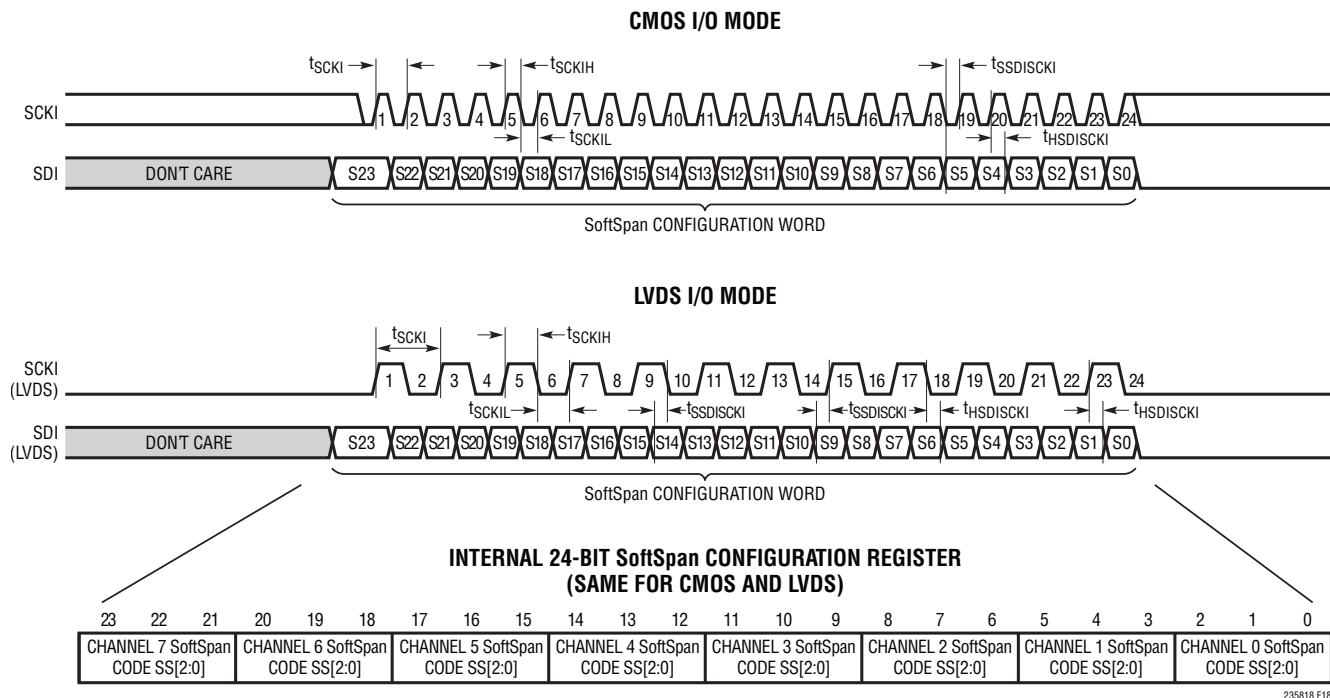 CMOS I/O MODE
tSCKI
tSCKIH
tSSDISCKI
SCKI
1 2 3 4 5 6 7 8 9 10 11 12 13 14 15 16 17 18 19 20 21 22 23 24
tSCKIL
tHSDISCKI
SDI
DON'T CARE
S23 S22 S21 S20 S19 S18 S17 S16 S15 S14 S13 S12 S11 S10 S9 S8 S7 S6 S5 S4 S3 S2 S1 S0
SoftSpan CONFIGURATION WORD
LVDS I/O MODE
tSCKI
tSCKIH
SCKI
(LVDS)
1 2 3 4 5 6 7 8 9 10 11 12 13 14 15 16 17 18 19 20 21 22 23 24
tSCKIL
tSSDISCKI
tSSDISCKI
tHSDISCKI
tHSDISCKI
SDI
(LVDS)
DON'T CARE
S23 S22 S21 S20 S19 S18 S17 S16 S15 S14 S13 S12 S11 S10 S9 S8 S7 S6 S5 S4 S3 S2 S1 S0
SoftSpan CONFIGURATION WORD
INTERNAL 24-BIT SoftSpan CONFIGURATION REGISTER
(SAME FOR CMOS AND LVDS)
23 22 21 20 19 18 17 16 15 14 13 12 11 10 9 8 7 6 5 4 3 2 1 0
CHANNEL 7 SoftSpan
CODE SS[2:0]
CHANNEL 6 SoftSpan
CODE SS[2:0]
CHANNEL 5 SoftSpan
CODE SS[2:0]
CHANNEL 4 SoftSpan
CODE SS[2:0]
CHANNEL 3 SoftSpan
CODE SS[2:0]
CHANNEL 2 SoftSpan
CODE SS[2:0]
CHANNEL 1 SoftSpan
CODE SS[2:0]
CHANNEL 0 SoftSpan
CODE SS[2:0]
235818 F18